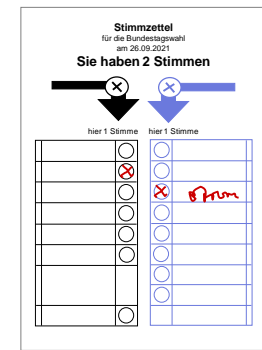 Stimmzettel
für die Bundestagswahl
am 26.09.2021
Sie haben 2 Stimmen
hier 1 Stimme
hier 1 Stimme